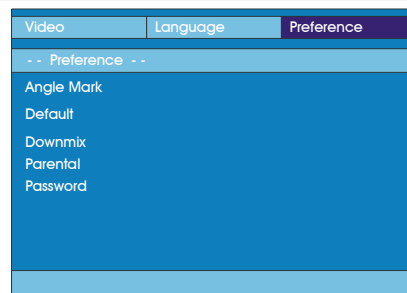 Video Language Preference
- - Preference - -
Angle Mark
Default
Downmix
Parental
Password